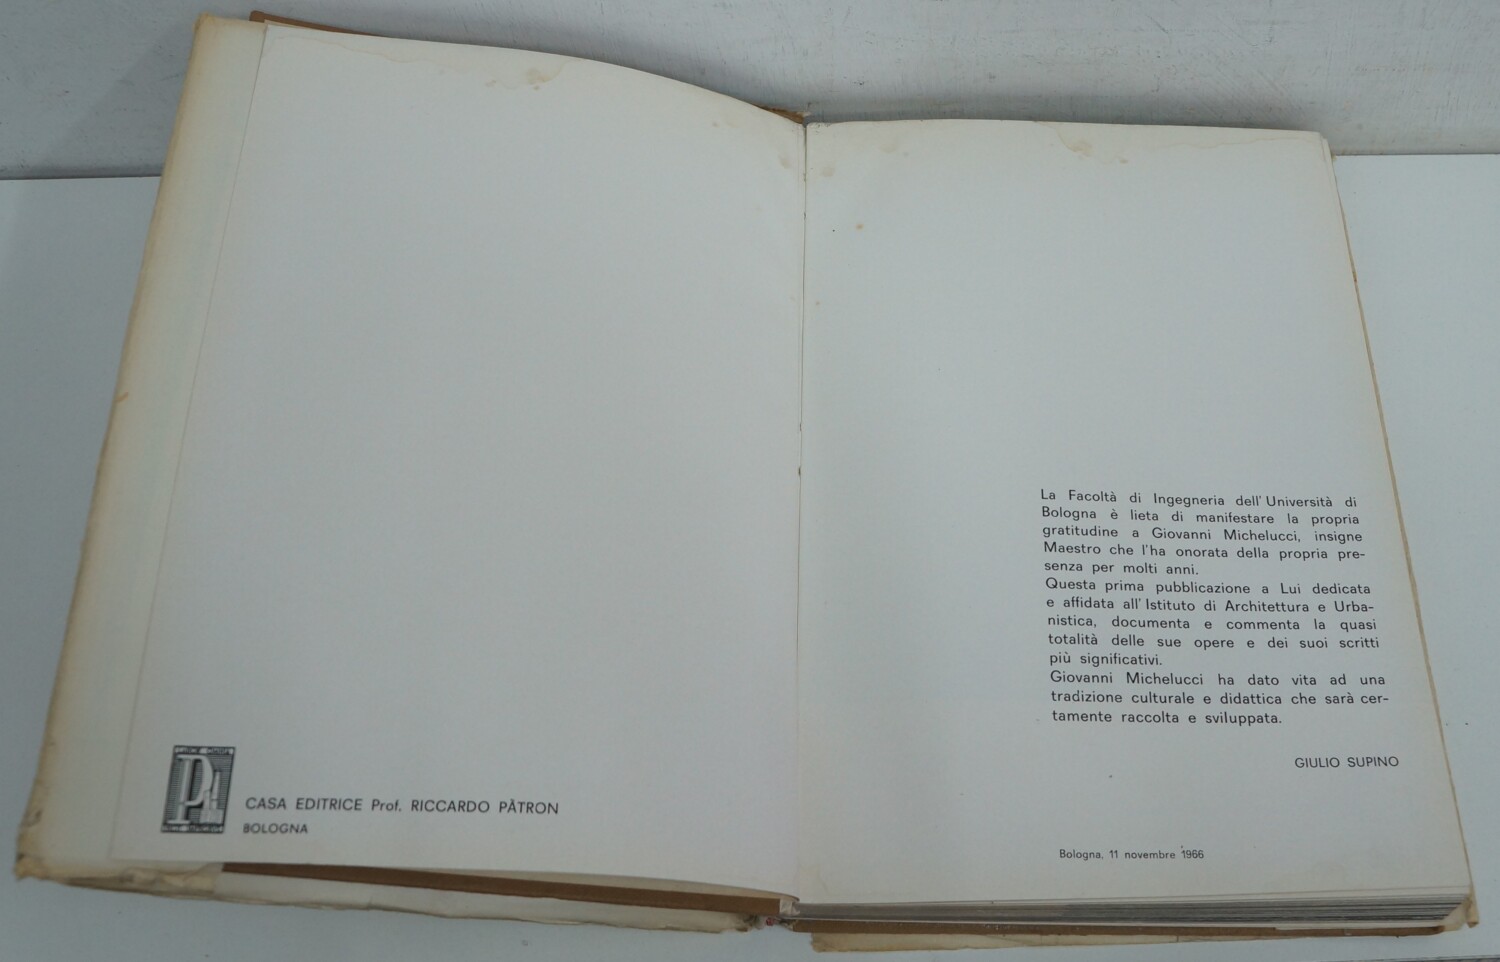 CASA EDITRICE Prof. RICCARDO PÀTRON
BOLOGNA
La Facoltà di Ingegneria dell'Università di
Bologna è lieta di manifestare la propria
gratitudine a Giovanni Michelucci, insigne
Maestro che l'ha onorata della propria pre-
senza per molti anni.
Questa prima pubblicazione a Lui dedicata
e affidata all'Istituto di Architettura e Urba-
nistica, documenta e commenta la quasi
totalità delle sue opere e dei suoi scritti
più significativi.
Giovanni Michelucci ha dato vita ad una
tradizione culturale e didattica che sarà cer-
tamente raccolta e sviluppata.
GIULIO SUPINO
Bologna, 11 novembre 1966